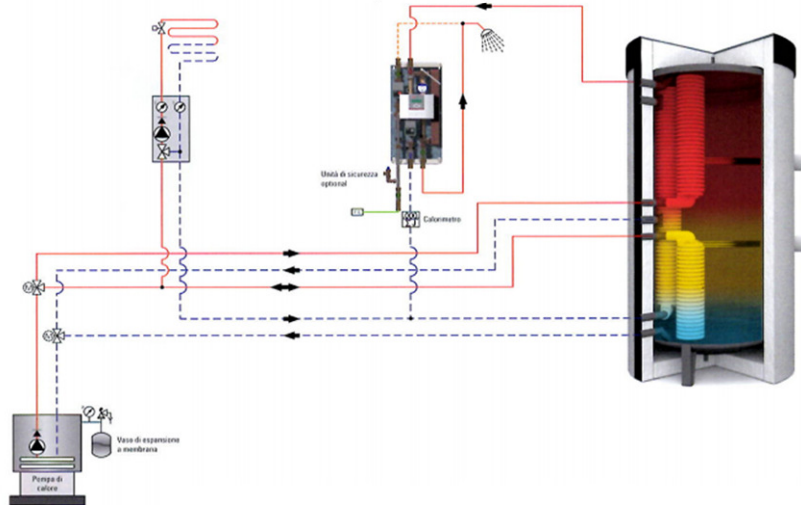 Unità di sicurezza
optional
Calorimetro
Vaso di espansione
a membrana
Pompa di
calore